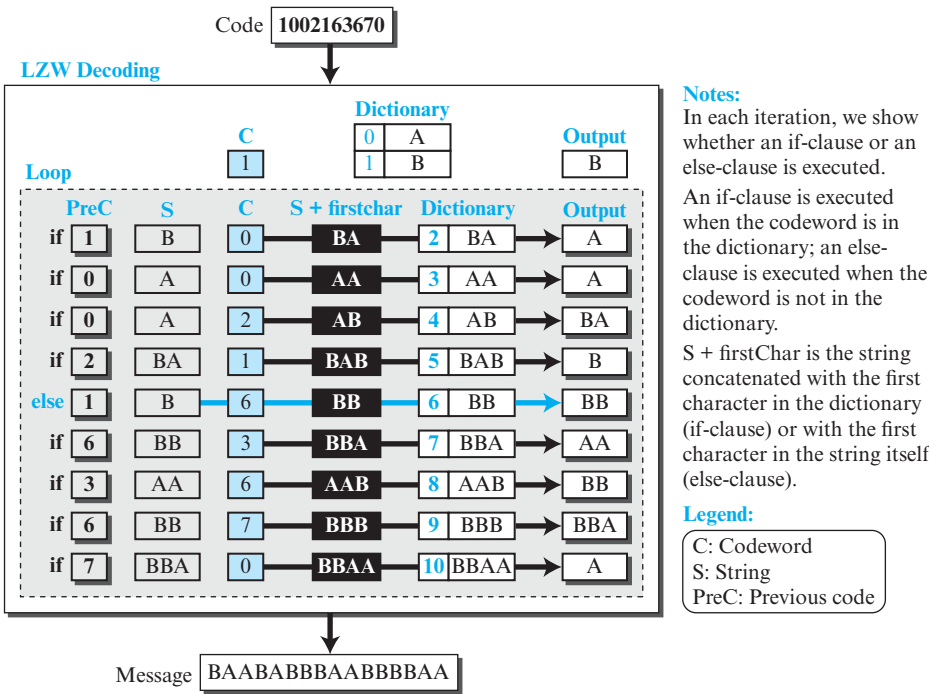 Code 1002163670
LZW Decoding
Dictionary
C
0 A
Output
1
1 B
B
Loop
PreC S C S + firstchar Dictionary Output
if 1 B 0 BA 2 BA A
if 0 A 0 AA 3 AA A
if 0 A 2 AB 4 AB BA
if 2 BA 1 BAB 5 BAB B
else 1 B 6 BB 6 BB BB
if 6 BB 3 BBA 7 BBA AA
if 3 AA 6 AAB 8 AAB BB
if 6 BB 7 BBB 9 BBB BBA
if 7 BBA 0 BBAA 10 BBAA A
Message BAABABBBAABBBBAA
Notes:
In each iteration, we show
whether an if-clause or an
else-clause is executed.
An if-clause is executed
when the codeword is in
the dictionary; an else-
clause is executed when the
codeword is not in the
dictionary.
S + firstChar is the string
concatenated with the first
character in the dictionary
(if-clause) or with the first
character in the string itself
(else-clause).
Legend:
C: Codeword
S: String
PreC: Previous code